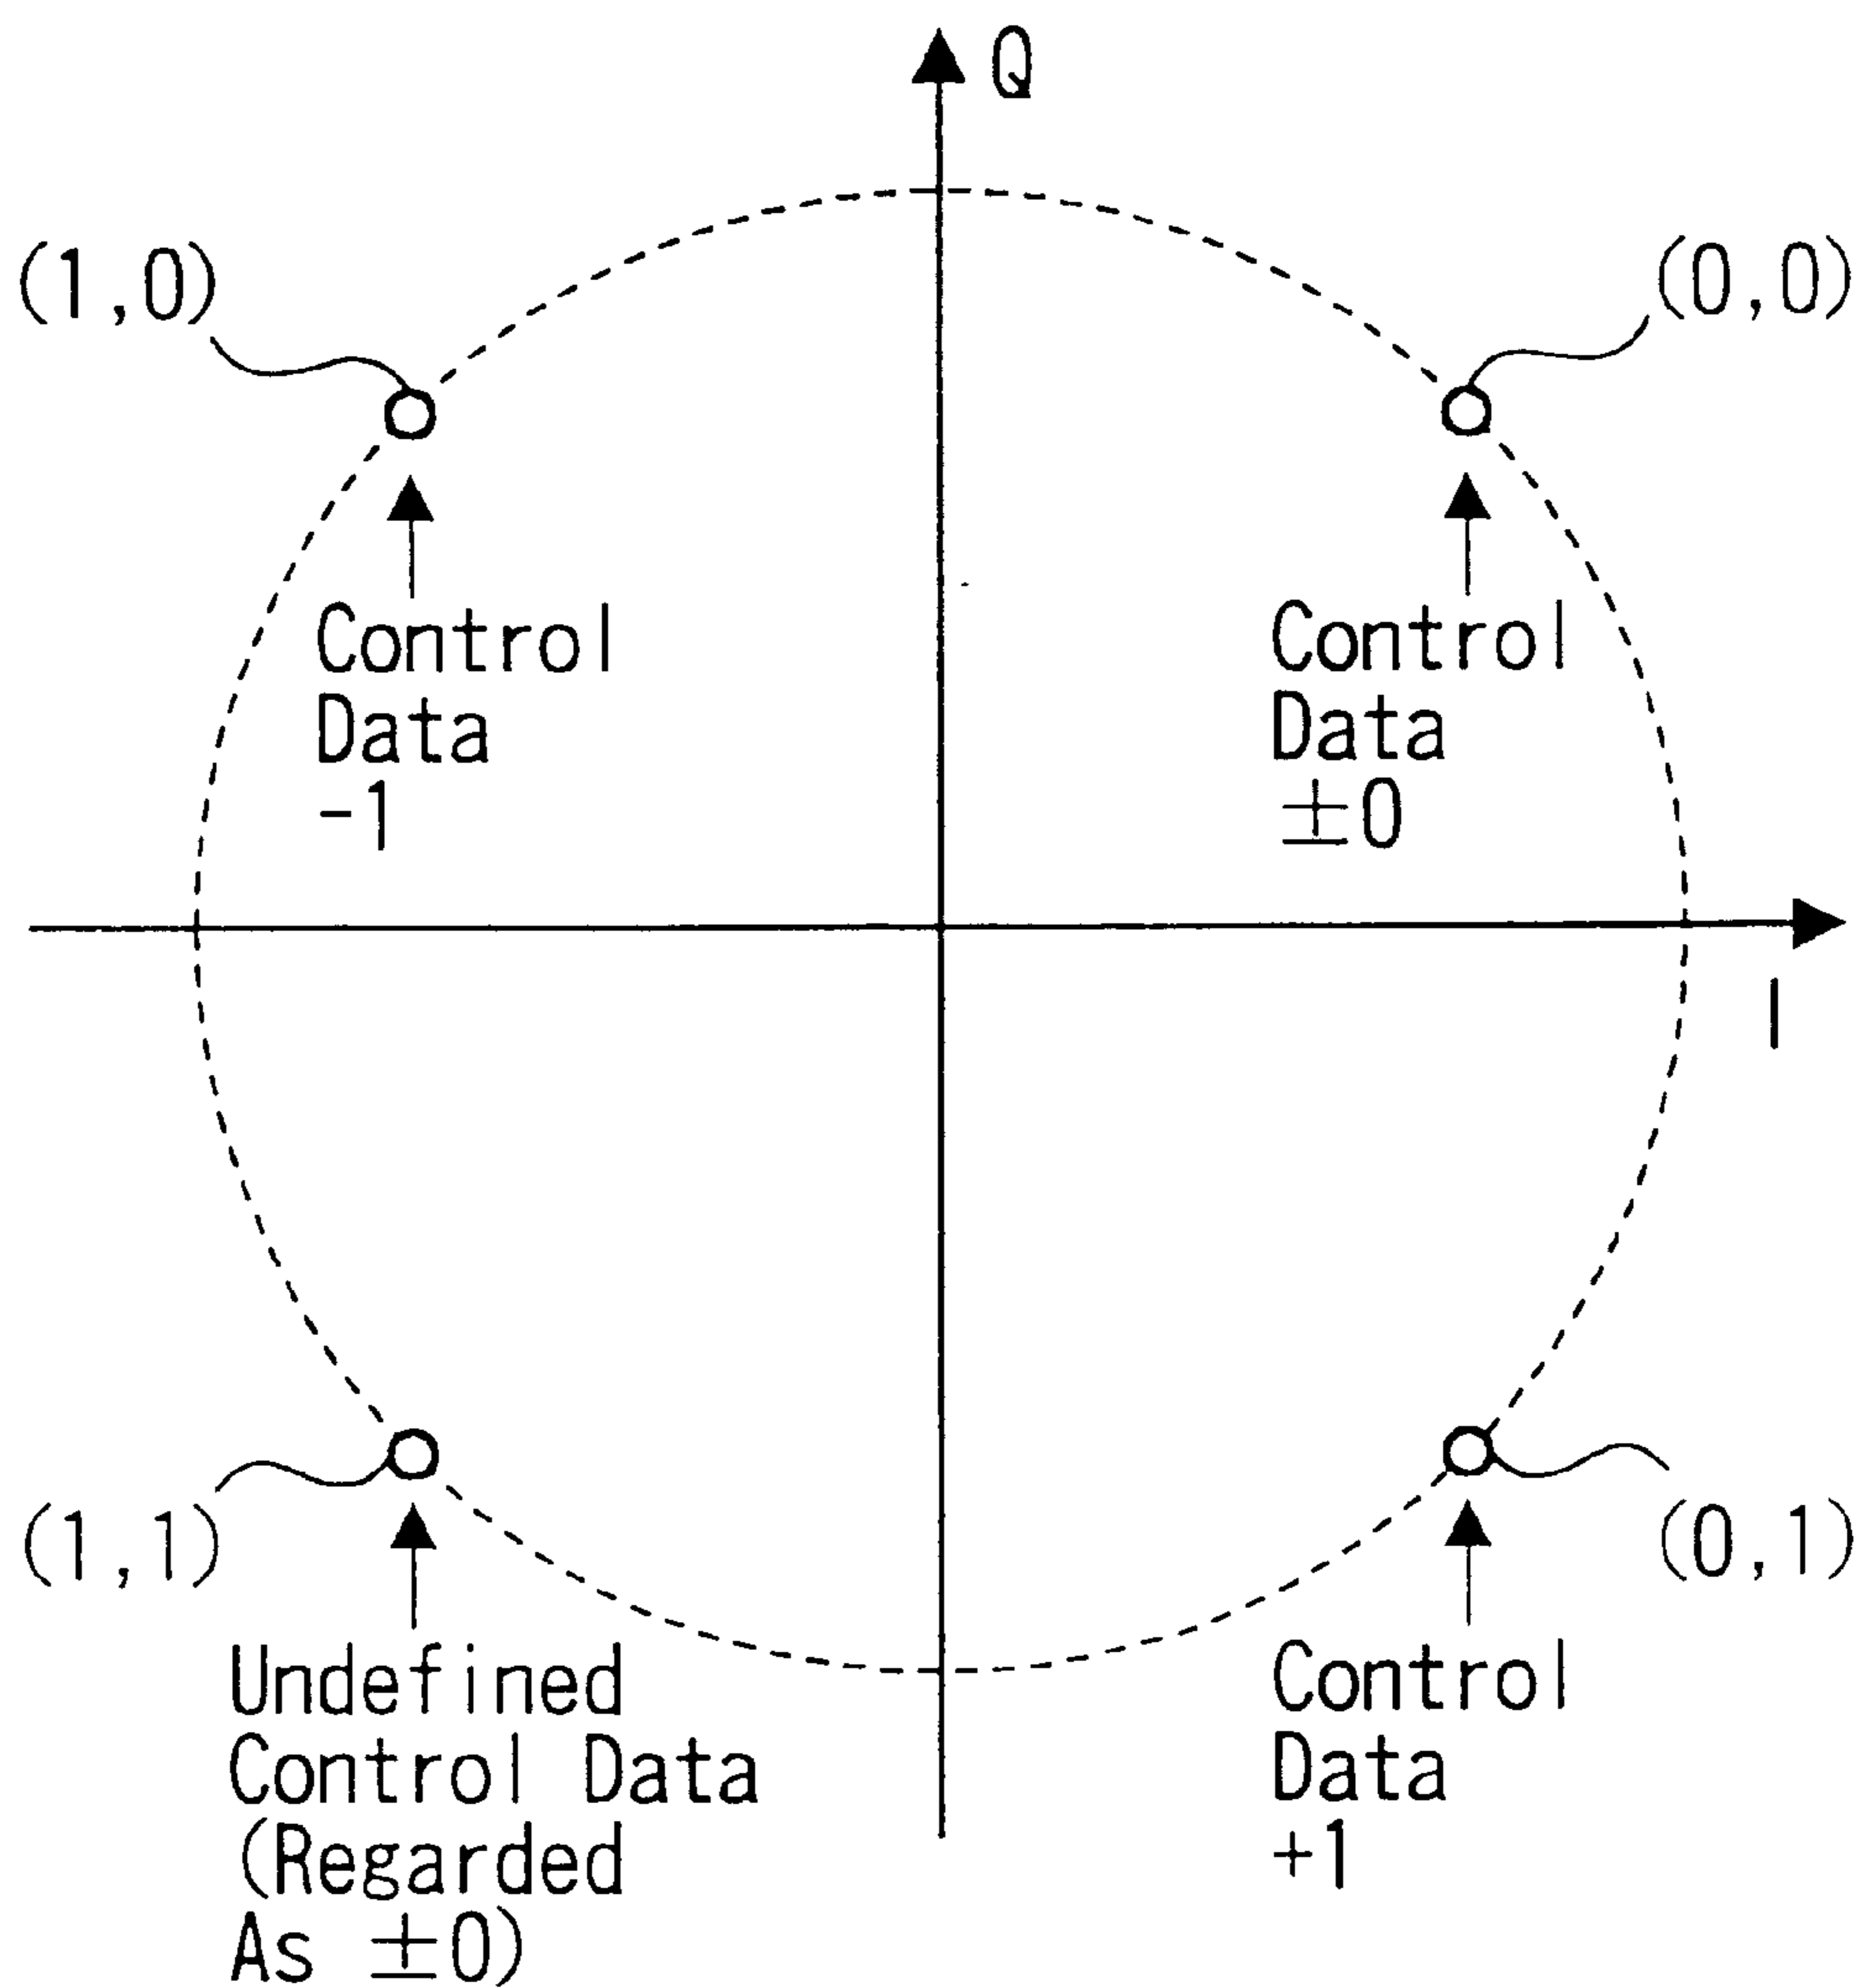 Q
(1,0)
(0,0)
Control
Data
-1
Control
Data
±0
I
(1,1)
(0,1)
Undefined
Control Data
(Regarded
As ±0)
Control
Data
+1